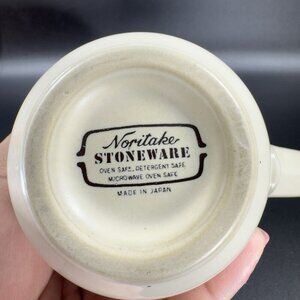 Noritake
STONEWARE
OVEN SAFE, DETERGENT SAFE
MICROWAVE OVEN SAFE
MADE IN JAPAN